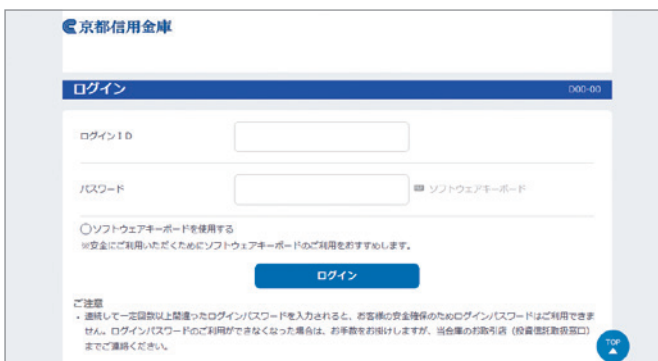 京都信用金庫
ログイン D00-00
ログインID
パスワード ソフトウェアキーボード
ソフトウェアキーボードを使用する
※安全にご利用いただくためにソフトウェアキーボードのご利用をおすすめします。
ログイン
ご注意
・連続して一定回数以上間違ったログインパスワードを入力されると、お客様の安全確保のためログインパスワードはご利用できま
せん。ログインパスワードのご利用ができなくなった場合は、お手数をお掛けしますが、当金庫のお取引店（投資信託取扱窓口）
までご連絡ください。
TOP